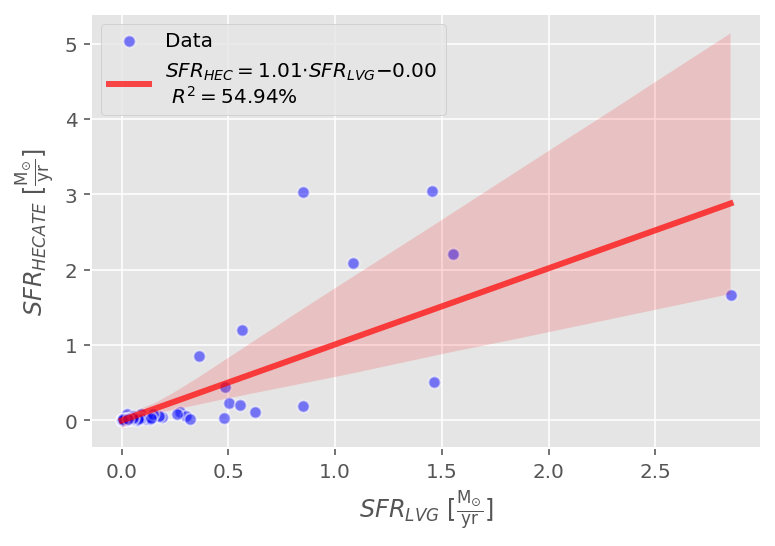 Data
SFR_HEC = 1.01·SFR_LVG−0.00
R² = 54.94%
5
4
3
2
1
0
SFR_HECATE [M⊙/yr]
0.0 0.5 1.0 1.5 2.0 2.5
SFR_LVG [M⊙/yr]